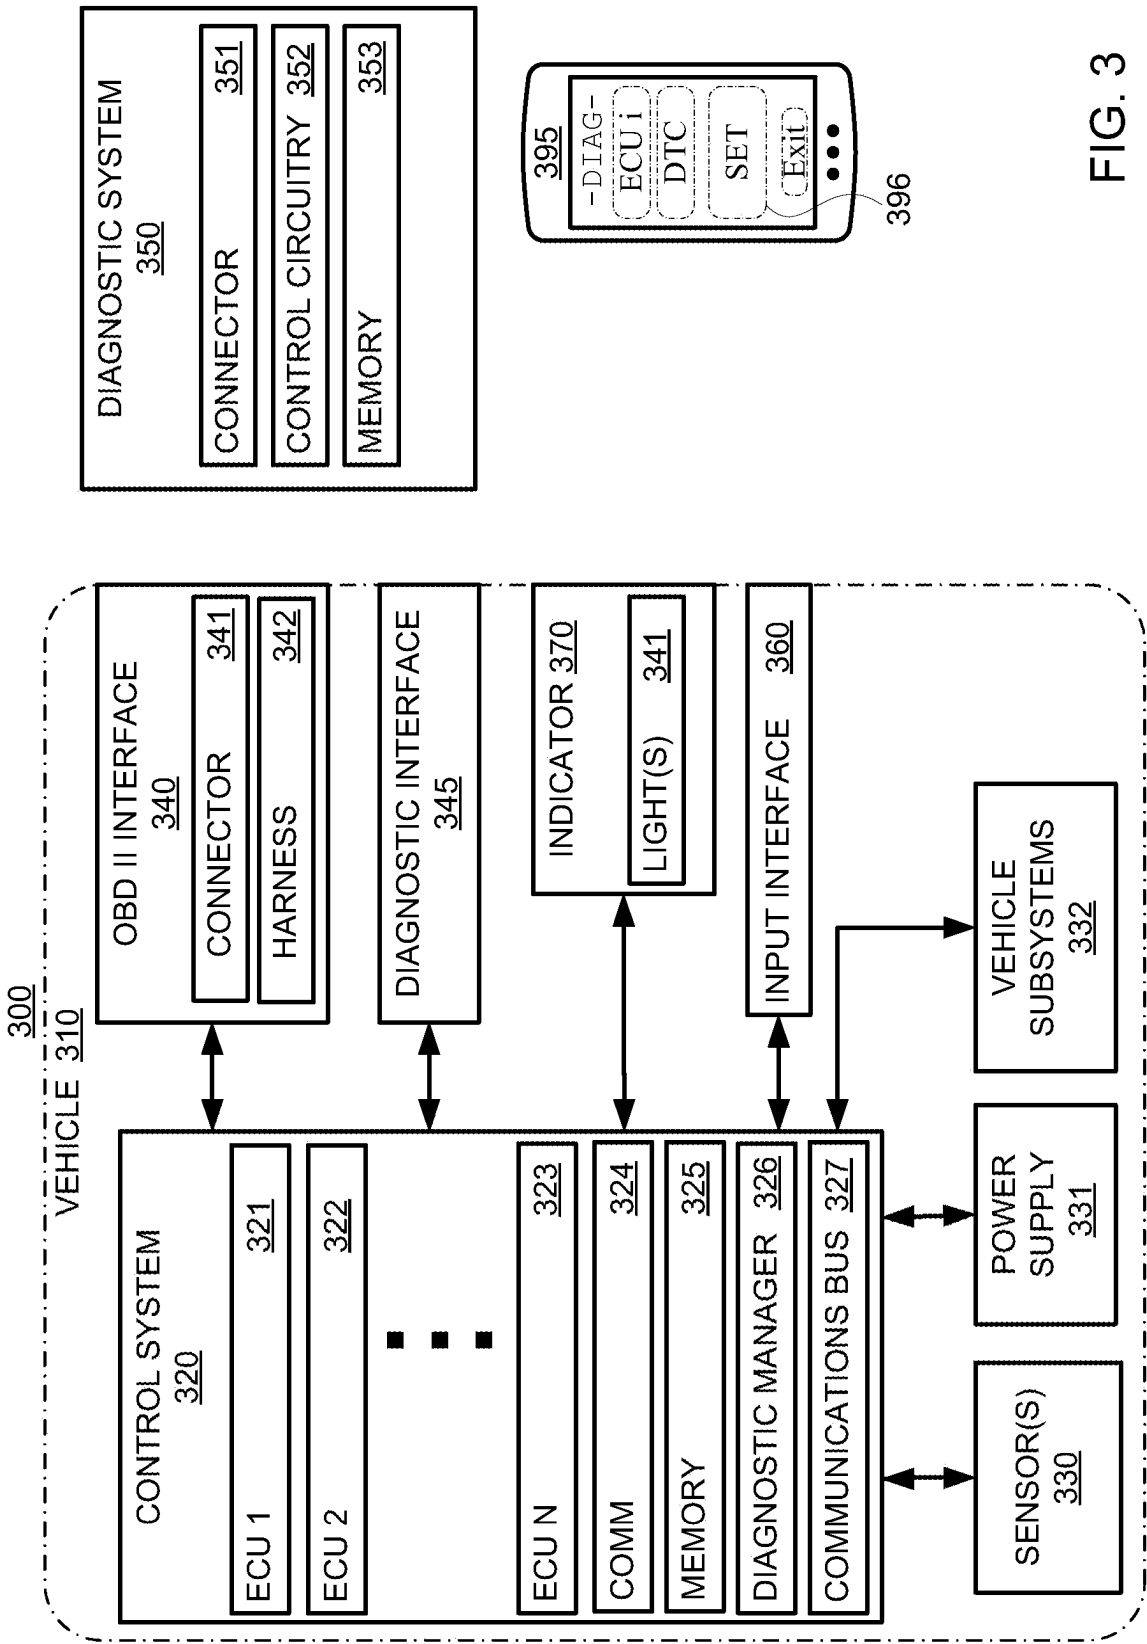 300
VEHICLE 310
CONTROL SYSTEM
320
ECU 1 321
ECU 2 322
ECU N 323
COMM 324
MEMORY 325
DIAGNOSTIC MANAGER 326
COMMUNICATIONS BUS 327
SENSOR(S)
330
POWER
SUPPLY
331
VEHICLE
SUBSYSTEMS
332
OBD II INTERFACE
340
CONNECTOR 341
HARNESS 342
DIAGNOSTIC INTERFACE
345
INDICATOR 370
LIGHT(S) 341
INPUT INTERFACE 360
DIAGNOSTIC SYSTEM
350
CONNECTOR 351
CONTROL CIRCUITRY 352
MEMORY 353
395
-DIAG-
ECU i
DTC
SET
Exit
396
FIG. 3